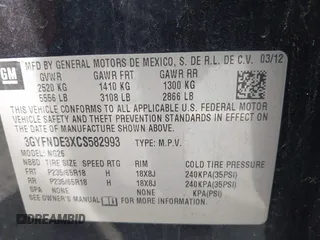 GM
MFD BY GENERAL MOTORS DE MEXICO, S. DE R.L. DE C.V. 03/12
GVWR GAWR FRT GAWR RR
2520 KG 1410 KG 1300 KG
5556 LB 3108 LB 2866 LB
THIS VEHICLE CONFORMS TO ALL APPLICABLE U.S. FEDERAL
MOTOR VEHICLE SAFETY AND THEFT PREVENTION STANDARDS
IN EFFECT ON THE DATE OF MANUFACTURE SHOWN ABOVE.
3GYFNDE3XCS582993 TYPE: M.P.V.
MODEL: NG26
TIRE SIZE SPEED RTG RIM COLD TIRE PRESSURE
FRT P235/65R18 H 18X8J 240KPA(35PSI)
RR P235/65R18 H 18X8J 240KPA(35PSI)
SPA NONE NONE KPA(PSI)
SEE OWNER'S MANUAL FOR MORE INFORMATION.
DREAMBID